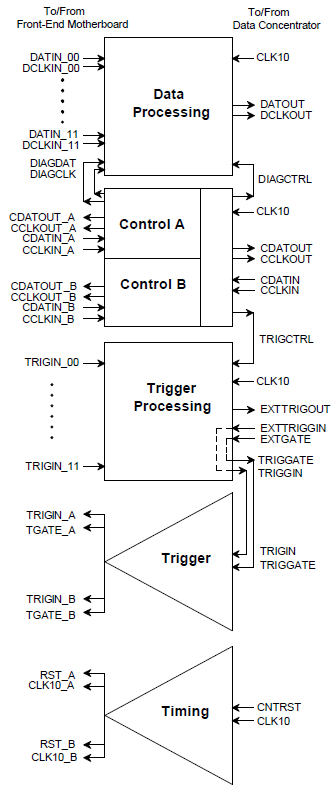 To/From
Front-End Motherboard
To/From
Data Concentrator
DATIN_00
DCLKIN_00
DATIN_11
DCLKIN_11
DIAGDAT
DIAGCLK
Data
Processing
CLK10
DATOUT
DCLKOUT
DIAGCTRL
CDATOUT_A
CCLKOUT_A
CDATIN_A
CCLKIN_A
Control A
CLK10
CDATOUT
CCLKOUT
CDATOUT_B
CCLKOUT_B
CDATIN_B
CCLKIN_B
Control B
CDATIN
CCLKIN
TRIGCTRL
TRIGIN_00
TRIGIN_11
Trigger
Processing
CLK10
EXTTRIGOUT
EXTTRIGGIN
EXTGATE
TRIGGATE
TRIGGIN
TRIGIN_A
TGATE_A
TRIGIN_B
TGATE_B
Trigger
TRIGIN
TRIGGATE
RST_A
CLK10_A
RST_B
CLK10_B
Timing
CNTRST
CLK10